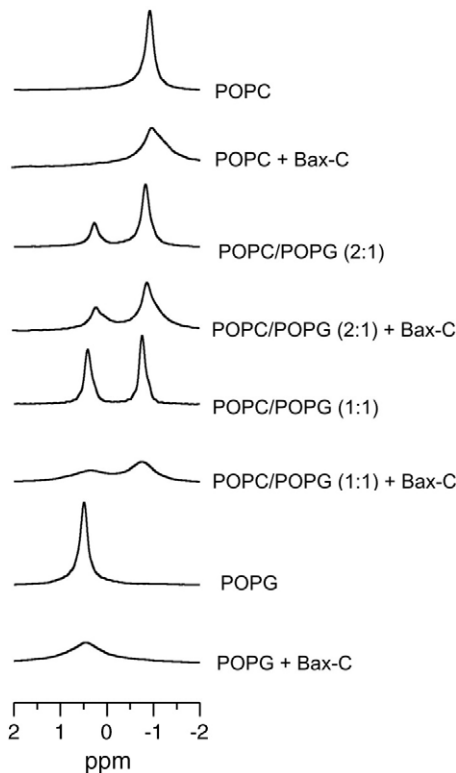 POPC
POPC + Bax-C
POPC/POPG (2:1)
POPC/POPG (2:1) + Bax-C
POPC/POPG (1:1)
POPC/POPG (1:1) + Bax-C
POPG
POPG + Bax-C
2 1 0 -1 -2
ppm